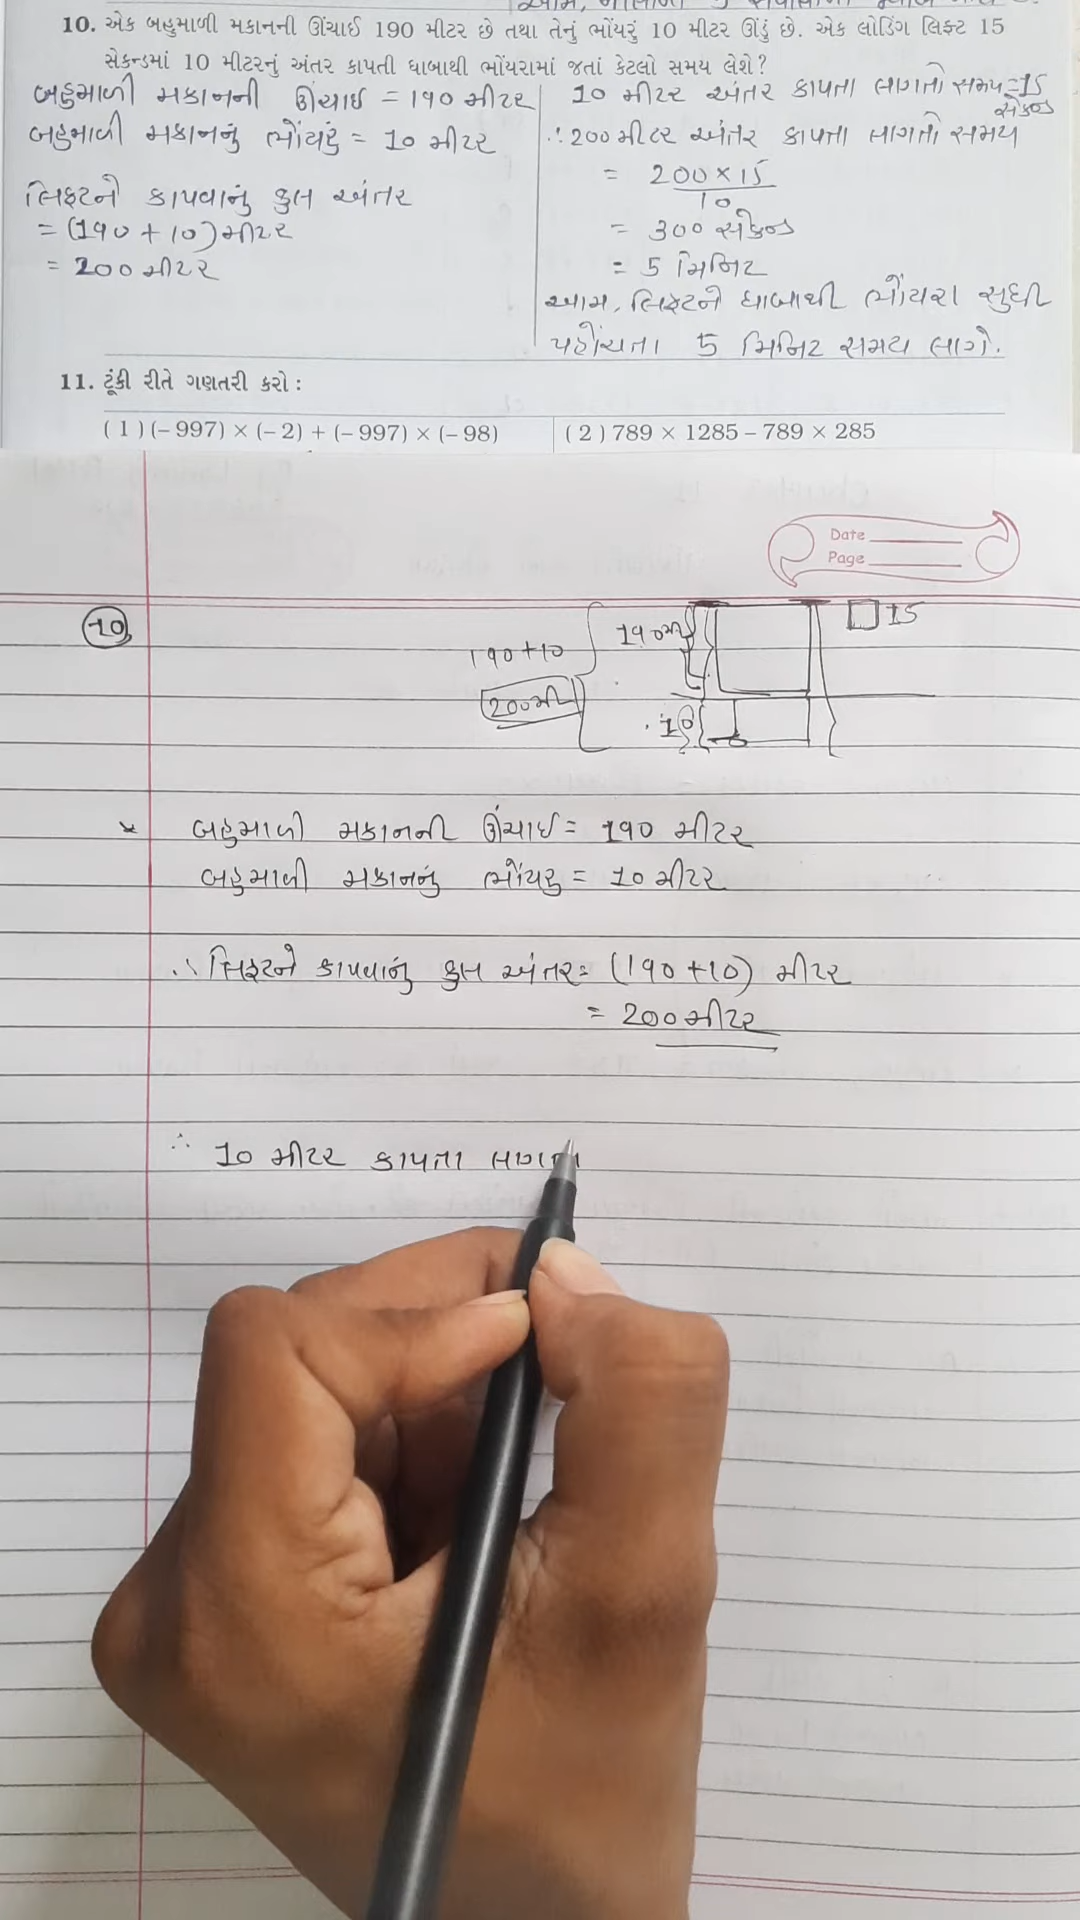 10. એક બહુમાળી મકાનની ઊંચાઈ 190 મીટર છે તથા તેનું ભોંયરું 10 મીટર ઊંડું છે. એક લોડિંગ લિફ્ટ 15
સેકન્ડમાં 10 મીટરનું અંતર કાપતી ધાબાથી ભોંયરામાં જતાં કેટલો સમય લેશે?
બહુમાળી મકાનની ઊંચાઈ = 190 મીટર
બહુમાળી મકાનનું ભોંયરું = 10 મીટર
લિફ્ટને કાપવાનું કુલ અંતર
= (190 + 10) મીટર
= 200 મીટર
10 મીટર અંતર કાપતા લાગતો સમય = 15
સેકન્ડ
∴ 200 મીટર અંતર કાપતા લાગતો સમય
= 200 × 15
10
= 300 સેકન્ડ
= 5 મિનિટ
આમ, લિફ્ટને ધાબાથી ભોંયરા સુધી
પહોંચતા 5 મિનિટ સમય લાગે.
11. ટૂંકી રીતે ગણતરી કરો :
(1) (– 997) × (– 2) + (– 997) × (– 98)
(2) 789 × 1285 – 789 × 285
Date
Page
10
190 + 10
200મી
190મી
10
15
* બહુમાળી મકાનની ઊંચાઈ = 190 મીટર
બહુમાળી મકાનનું ભોંયરુ = 10 મીટર
∴ લિફ્ટને કાપવાનું કુલ અંતર = (190 + 10) મીટર
= 200 મીટર
∴ 10 મીટર કાપતા